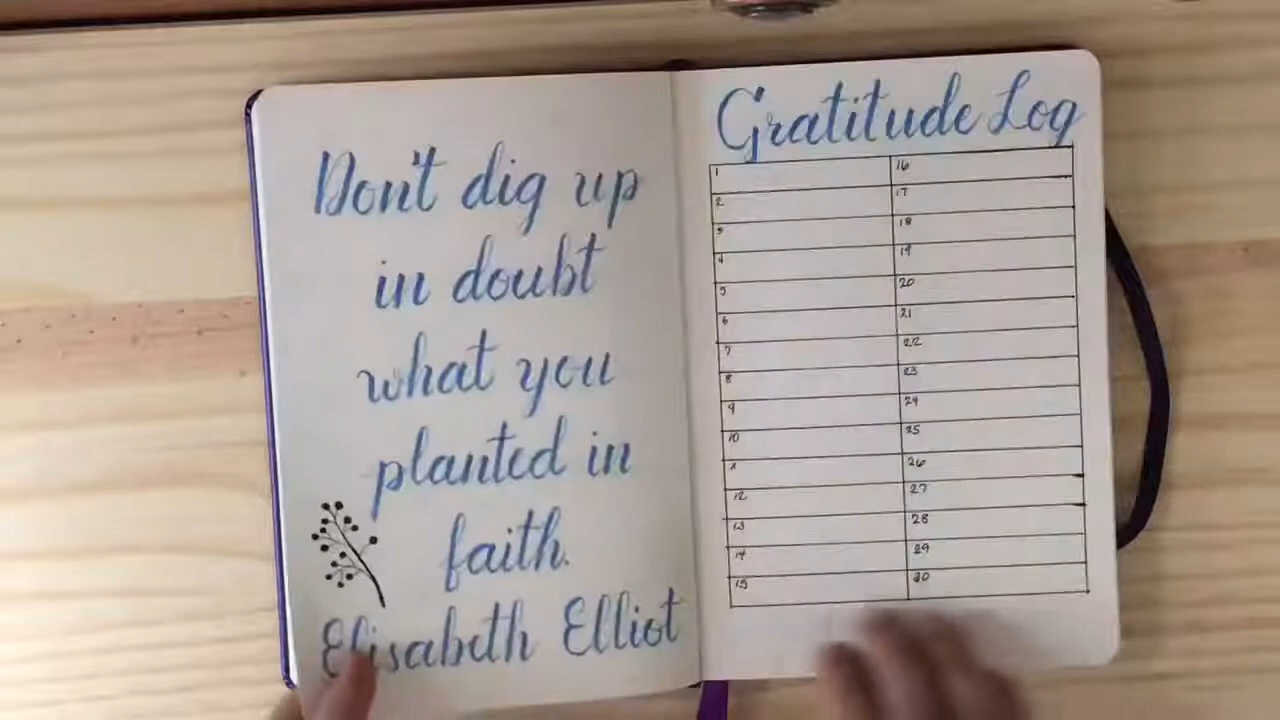 Don't dig up
in doubt
what you
planted in
faith.
Elisabeth Elliot
Gratitude Log
1 16
2 17
3 18
4 19
5 20
6 21
7 22
8 23
9 24
10 25
11 26
12 27
13 28
14 29
15 30